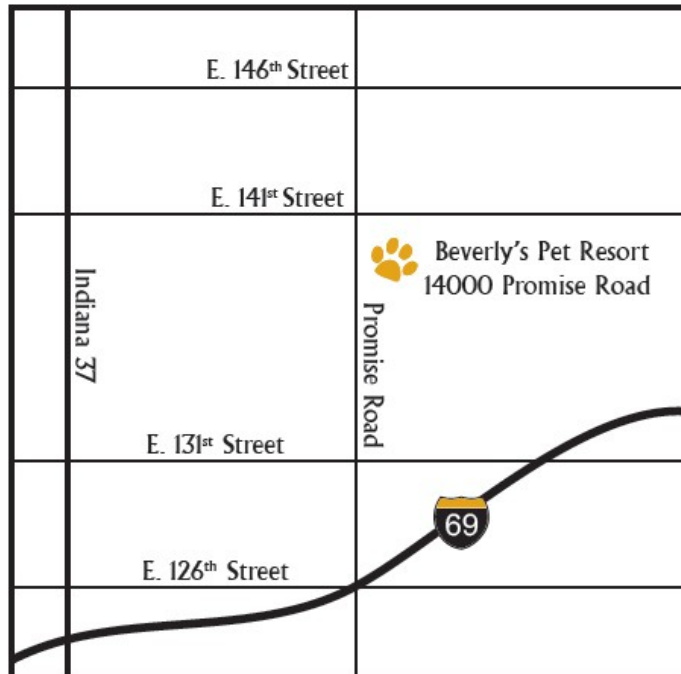 E. 146th Street
E. 141st Street
Beverly's Pet Resort
14000 Promise Road
Indiana 37
Promise Road
E. 131st Street
69
E. 126th Street